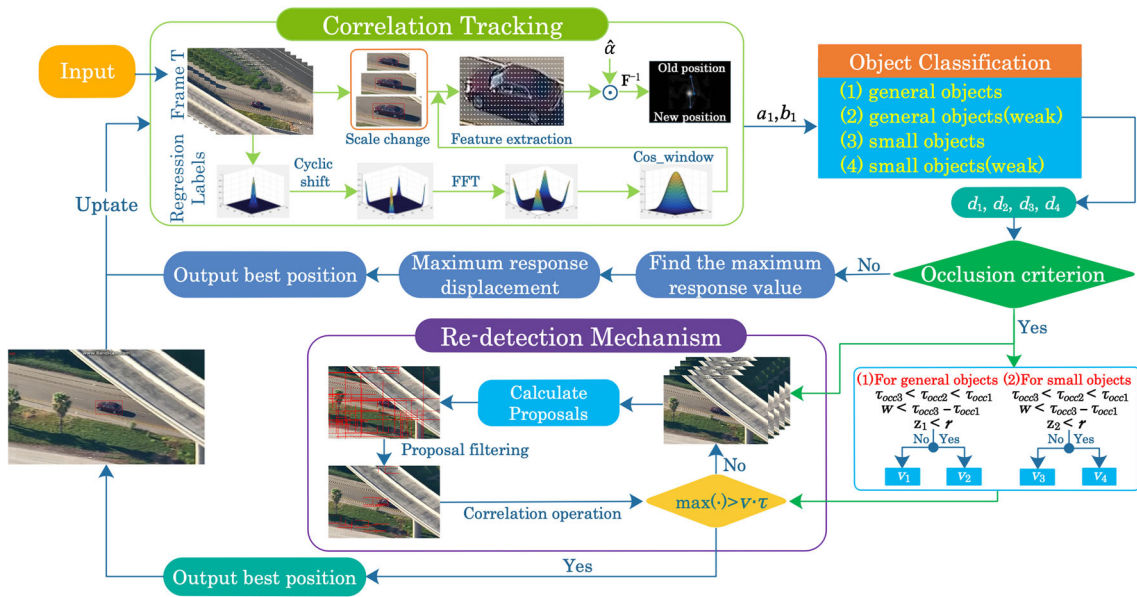 Correlation Tracking
Input
Frame T
Regression
Labels
Scale change
Feature extraction
α̂
F⁻¹
Old position
New position
Cyclic
shift
FFT
Cos_window
a₁,b₁
Object Classification
(1) general objects
(2) general objects(weak)
(3) small objects
(4) small objects(weak)
d₁, d₂, d₃, d₄
Uptate
Output best position
Maximum response
displacement
Find the maximum
response value
No
Occlusion criterion
Yes
Re-detection Mechanism
Calculate
Proposals
Proposal filtering
Correlation operation
No
max(·)>v·τ
Yes
(1)For general objects
τocc3 < τocc2 < τocc1
w < τocc3 − τocc1
z₁ < r
No Yes
v₁ v₂
(2)For small objects
τocc3 < τocc2 < τocc1
w < τocc3 − τocc1
z₂ < r
No Yes
v₃ v₄
Output best position